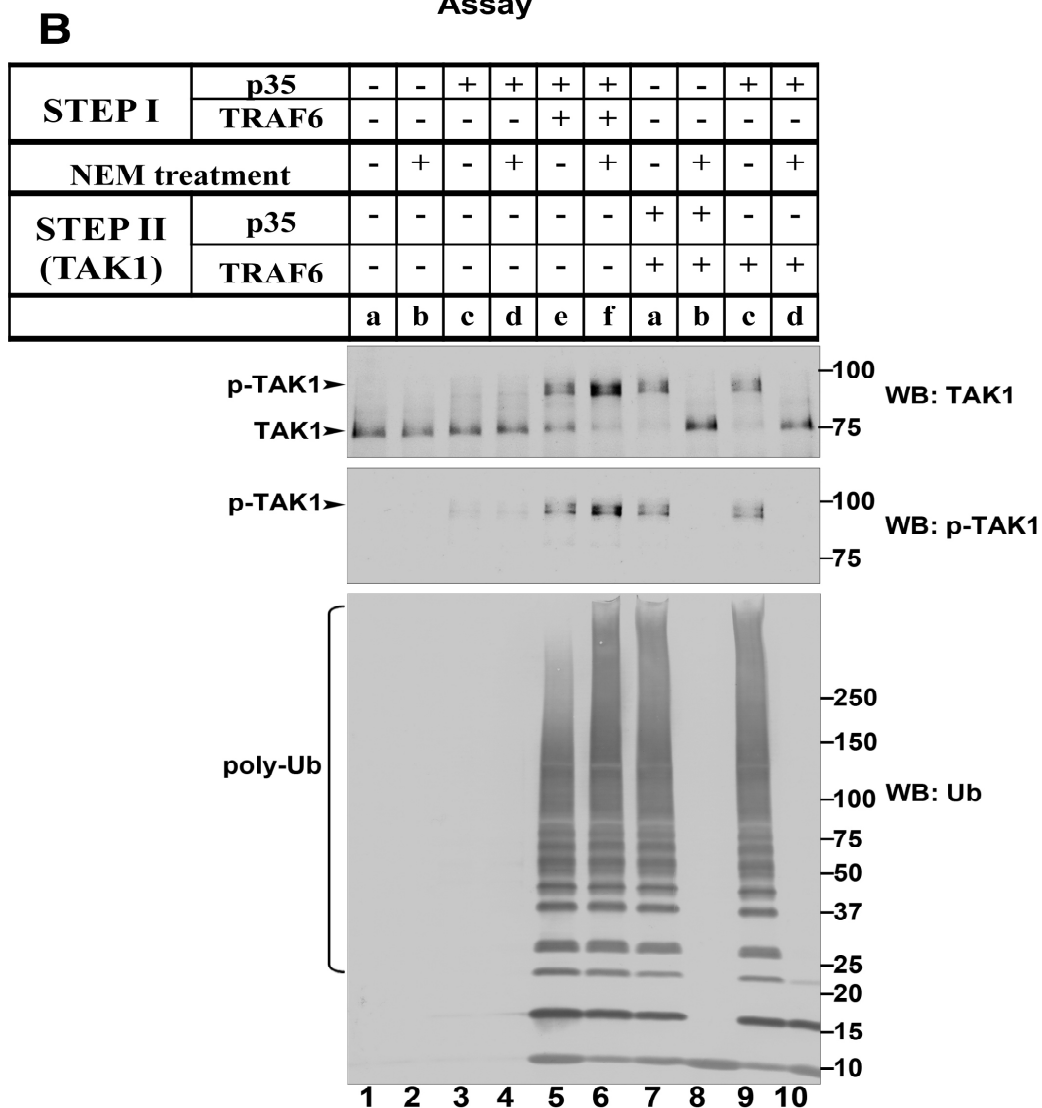 Assay
B
STEP I p35 - - + + + + - - + +
TRAF6 - - - - + + - - - -
NEM treatment - + - + - + - + - +
STEP II (TAK1) p35 - - - - - - + + - -
TRAF6 - - - - - - + + + +
a b c d e f a b c d
p-TAK1 100
WB: TAK1
TAK1 75
p-TAK1 100
WB: p-TAK1
75
250
150
poly-Ub
100 WB: Ub
75
50
37
25
20
15
10
1 2 3 4 5 6 7 8 9 10